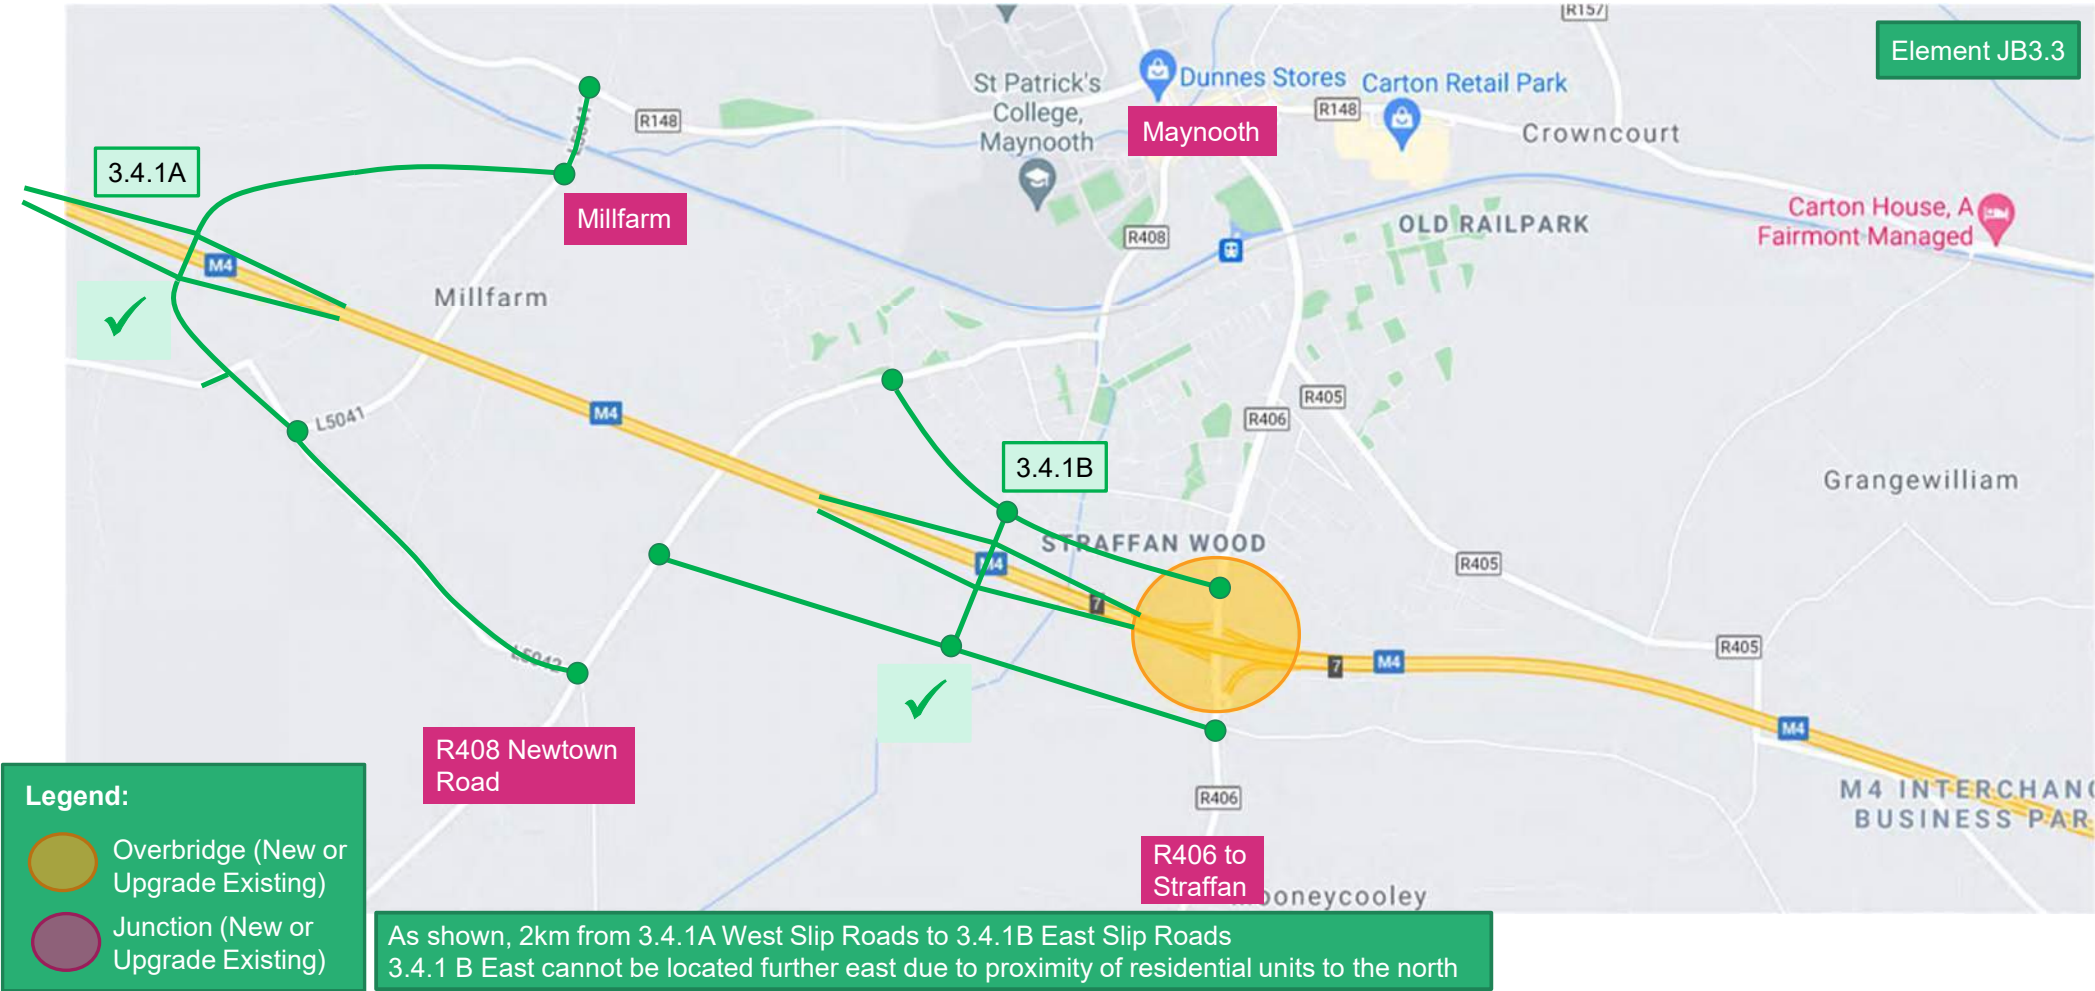 R157
Element JB3.3
St Patrick's
College,
Maynooth
Dunnes Stores
Carton Retail Park
R148
R148
Maynooth
Crowncourt
L5041
3.4.1A
Millfarm
Carton House, A
Fairmont Managed
OLD RAILPARK
R408
M4
Millfarm
R405
M4
R406
L5041
3.4.1B
Grangewilliam
STRAFFAN WOOD
M4
R405
7
L5042
R405
7
M4
M4
R408 Newtown
Road
R406
M4 INTERCHANG
BUSINESS PAR
Legend:
Overbridge (New or
Upgrade Existing)
Junction (New or
Upgrade Existing)
R406 to
Straffan
ooneycooley
As shown, 2km from 3.4.1A West Slip Roads to 3.4.1B East Slip Roads
3.4.1 B East cannot be located further east due to proximity of residential units to the north